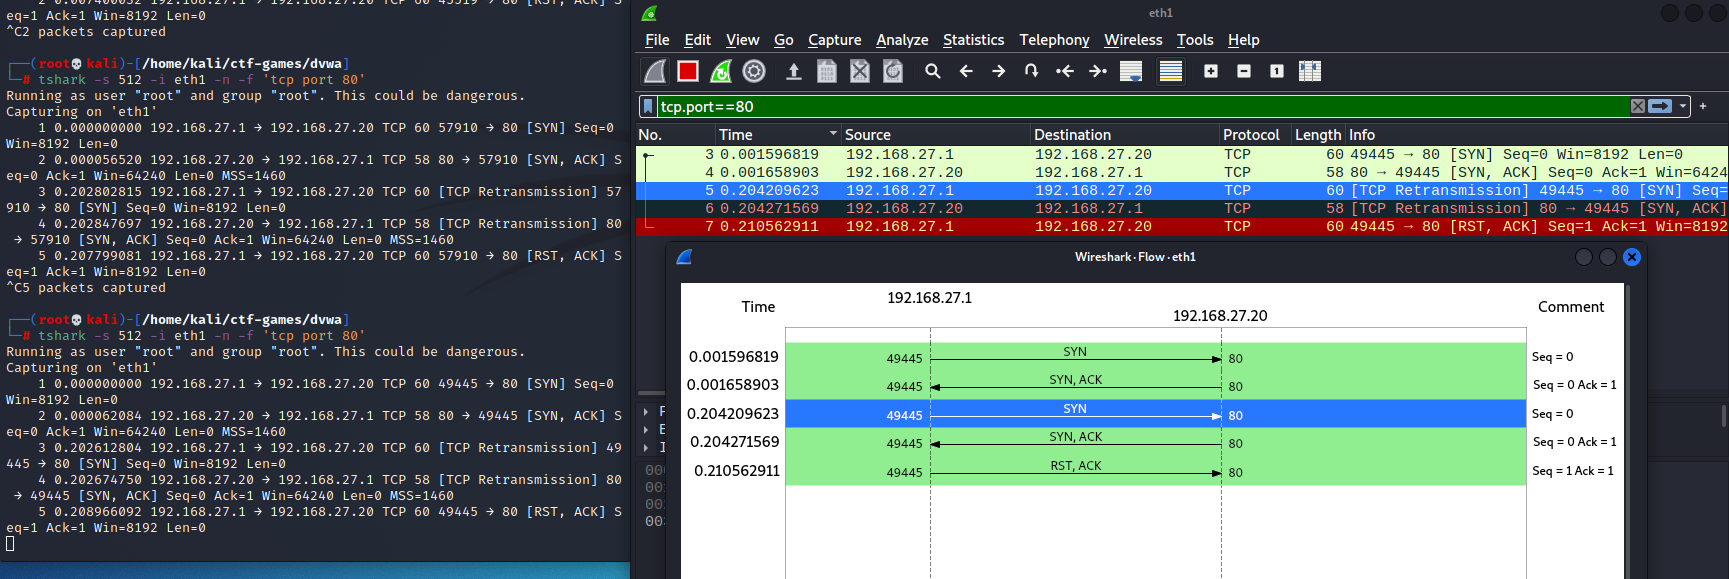 2 0.007400032 192.168.27.1 → 192.168.27.20 TCP 60 45519 → 80 [RST, ACK] S
eq=1 Ack=1 Win=8192 Len=0
^C2 packets captured
(root💀kali)-[/home/kali/ctf-games/dvwa]
# tshark -s 512 -i eth1 -n -f 'tcp port 80'
Running as user "root" and group "root". This could be dangerous.
Capturing on 'eth1'
1 0.000000000 192.168.27.1 → 192.168.27.20 TCP 60 57910 → 80 [SYN] Seq=0
Win=8192 Len=0
2 0.000056520 192.168.27.20 → 192.168.27.1 TCP 58 80 → 57910 [SYN, ACK] S
eq=0 Ack=1 Win=64240 Len=0 MSS=1460
3 0.202802815 192.168.27.1 → 192.168.27.20 TCP 60 [TCP Retransmission] 57
910 → 80 [SYN] Seq=0 Win=8192 Len=0
4 0.202847697 192.168.27.20 → 192.168.27.1 TCP 58 [TCP Retransmission] 80
→ 57910 [SYN, ACK] Seq=0 Ack=1 Win=64240 Len=0 MSS=1460
5 0.207799081 192.168.27.1 → 192.168.27.20 TCP 60 57910 → 80 [RST, ACK] S
eq=1 Ack=1 Win=8192 Len=0
^C5 packets captured
(root💀kali)-[/home/kali/ctf-games/dvwa]
# tshark -s 512 -i eth1 -n -f 'tcp port 80'
Running as user "root" and group "root". This could be dangerous.
Capturing on 'eth1'
1 0.000000000 192.168.27.1 → 192.168.27.20 TCP 60 49445 → 80 [SYN] Seq=0
Win=8192 Len=0
2 0.000062084 192.168.27.20 → 192.168.27.1 TCP 58 80 → 49445 [SYN, ACK] S
eq=0 Ack=1 Win=64240 Len=0 MSS=1460
3 0.202612804 192.168.27.1 → 192.168.27.20 TCP 60 [TCP Retransmission] 49
445 → 80 [SYN] Seq=0 Win=8192 Len=0
4 0.202674750 192.168.27.20 → 192.168.27.1 TCP 58 [TCP Retransmission] 80
→ 49445 [SYN, ACK] Seq=0 Ack=1 Win=64240 Len=0 MSS=1460
5 0.208966092 192.168.27.1 → 192.168.27.20 TCP 60 49445 → 80 [RST, ACK] S
eq=1 Ack=1 Win=8192 Len=0
eth1
File Edit View Go Capture Analyze Statistics Telephony Wireless Tools Help
tcp.port==80
No. Time Source Destination Protocol Length Info
3 0.001596819 192.168.27.1 192.168.27.20 TCP 60 49445 → 80 [SYN] Seq=0 Win=8192 Len=0
4 0.001658903 192.168.27.20 192.168.27.1 TCP 58 80 → 49445 [SYN, ACK] Seq=0 Ack=1 Win=6424
5 0.204209623 192.168.27.1 192.168.27.20 TCP 60 [TCP Retransmission] 49445 → 80 [SYN] Seq=
6 0.204271569 192.168.27.20 192.168.27.1 TCP 58 [TCP Retransmission] 80 → 49445 [SYN, ACK]
7 0.210562911 192.168.27.1 192.168.27.20 TCP 60 49445 → 80 [RST, ACK] Seq=1 Ack=1 Win=8192
Wireshark · Flow · eth1
192.168.27.1
Time Comment
192.168.27.20
0.001596819 49445 SYN 80 Seq = 0
0.001658903 49445 SYN, ACK 80 Seq = 0 Ack = 1
0.204209623 49445 SYN 80 Seq = 0
0.204271569 49445 SYN, ACK 80 Seq = 0 Ack = 1
0.210562911 49445 RST, ACK 80 Seq = 1 Ack = 1